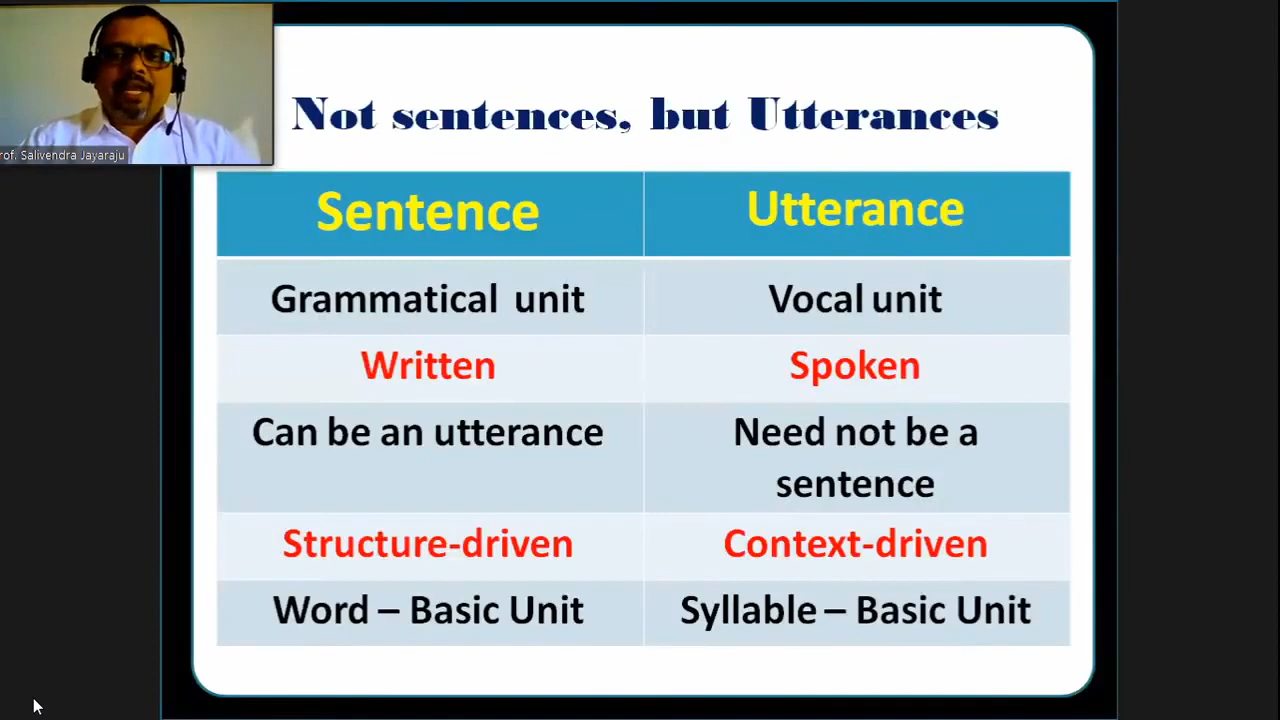 rof. Salivendra Jayaraju
Not sentences, but Utterances
Sentence Utterance
Grammatical unit Vocal unit
Written Spoken
Can be an utterance Need not be a
sentence
Structure-driven Context-driven
Word – Basic Unit Syllable – Basic Unit